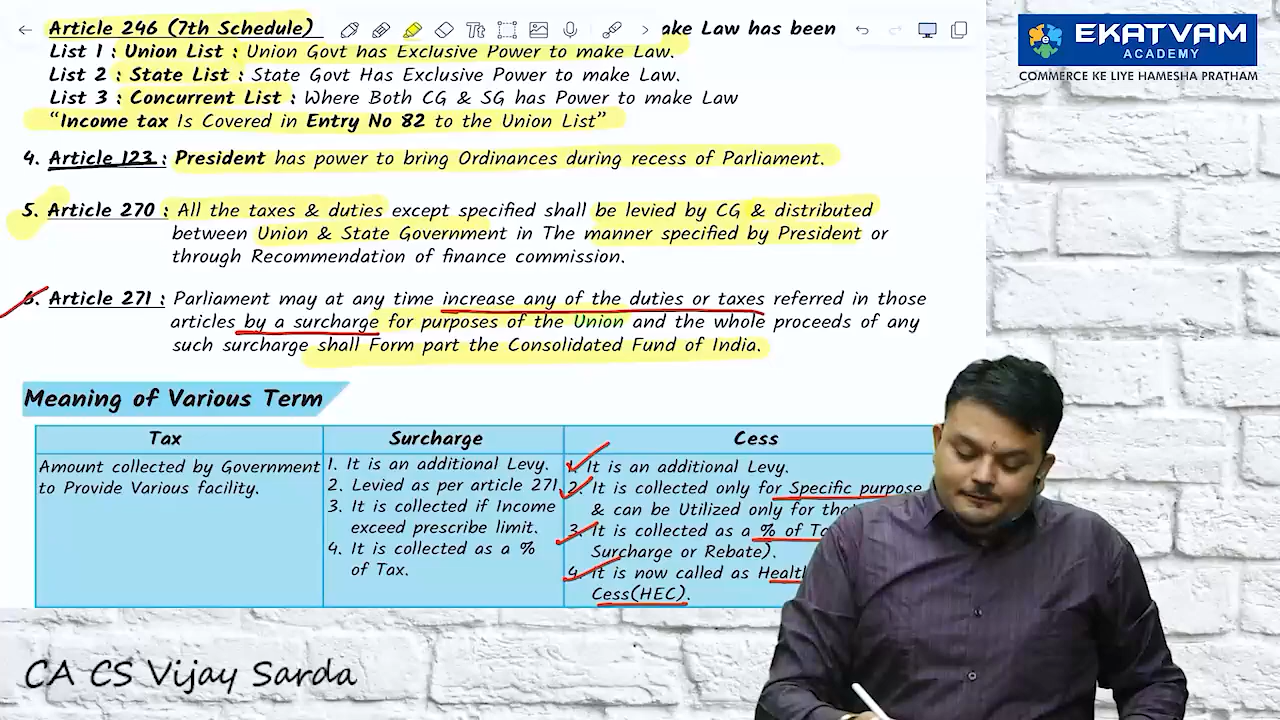 Article 246 (7th Schedule)
ake Law has been
List 1 : Union List : Union Govt has Exclusive Power to make Law.
List 2 : State List : State Govt Has Exclusive Power to make Law.
List 3 : Concurrent List : Where Both CG & SG has Power to make Law
“Income tax Is Covered in Entry No 82 to the Union List”
4. Article 123 : President has power to bring Ordinances during recess of Parliament.
5. Article 270 : All the taxes & duties except specified shall be levied by CG & distributed
between Union & State Government in The manner specified by President or
through Recommendation of finance commission.
6. Article 271 : Parliament may at any time increase any of the duties or taxes referred in those
articles by a surcharge for purposes of the Union and the whole proceeds of any
such surcharge shall Form part the Consolidated Fund of India.
Meaning of Various Term
Tax
Amount collected by Government
to Provide Various facility.
Surcharge
1. It is an additional Levy.
2. Levied as per article 271.
3. It is collected if Income
exceed prescribe limit.
4. It is collected as a %
of Tax.
Cess
1. It is an additional Levy.
2. It is collected only for Specific purpose
& can be Utilized only for
3. It is collected as a % of
Surcharge or Rebate).
4. It is now called as
Cess(HEC).
EKATVAM
ACADEMY
COMMERCE KE LIYE HAMESHA PRATHAM
CA CS Vijay Sarda